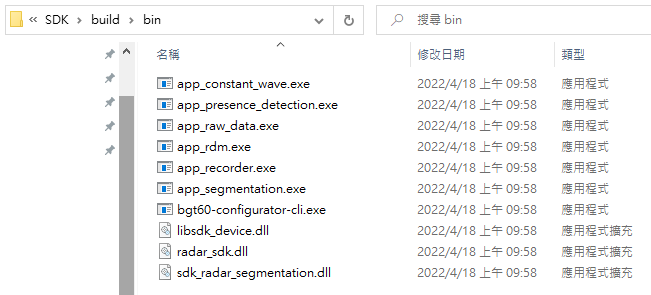 « SDK › build › bin
搜尋 bin
名稱 修改日期 類型
app_constant_wave.exe 2022/4/18 上午 09:58 應用程式
app_presence_detection.exe 2022/4/18 上午 09:58 應用程式
app_raw_data.exe 2022/4/18 上午 09:58 應用程式
app_rdm.exe 2022/4/18 上午 09:58 應用程式
app_recorder.exe 2022/4/18 上午 09:58 應用程式
app_segmentation.exe 2022/4/18 上午 09:58 應用程式
bgt60-configurator-cli.exe 2022/4/18 上午 09:58 應用程式
libsdk_device.dll 2022/4/18 上午 09:58 應用程式擴充
radar_sdk.dll 2022/4/18 上午 09:58 應用程式擴充
sdk_radar_segmentation.dll 2022/4/18 上午 09:58 應用程式擴充